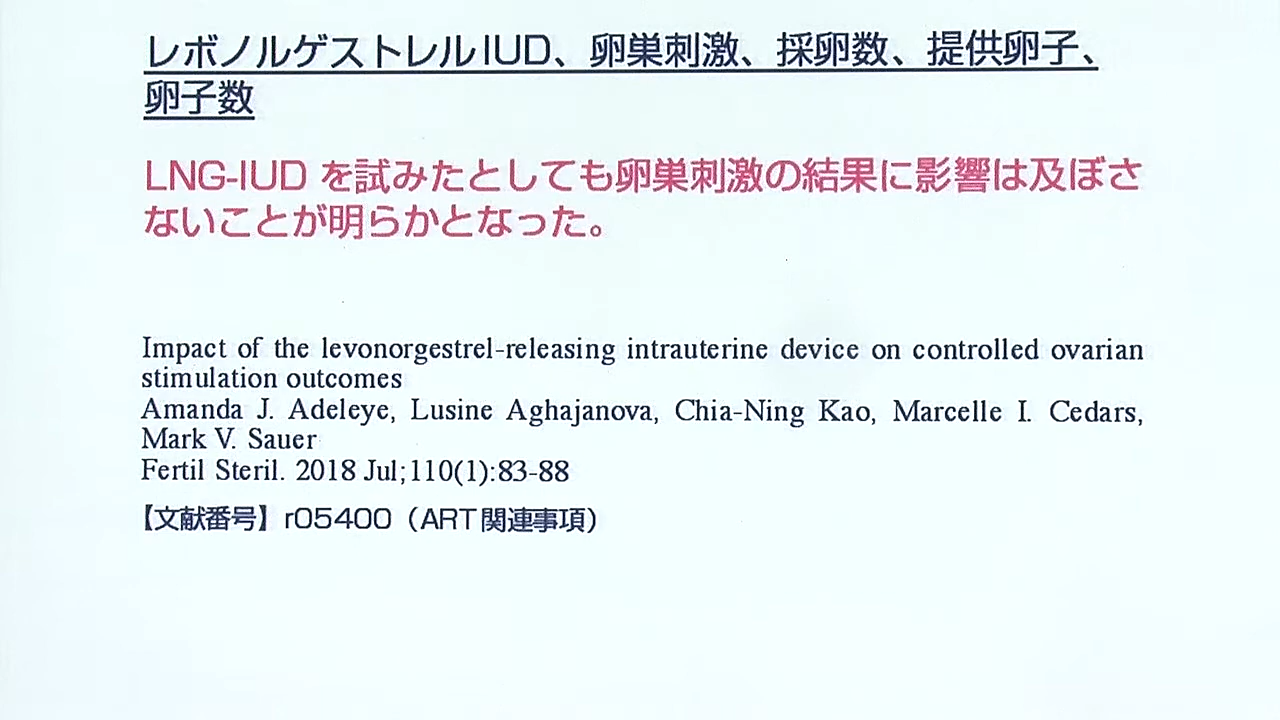 レボノルゲストレルIUD、卵巣刺激、採卵数、提供卵子、
卵子数
LNG-IUD を試みたとしても卵巣刺激の結果に影響は及ぼさ
ないことが明らかとなった。
Impact of the levonorgestrel-releasing intrauterine device on controlled ovarian
stimulation outcomes
Amanda J. Adeleye, Lusine Aghajanova, Chia-Ning Kao, Marcelle I. Cedars,
Mark V. Sauer
Fertil Steril. 2018 Jul;110(1):83-88
【文献番号】r05400（ART関連事項）